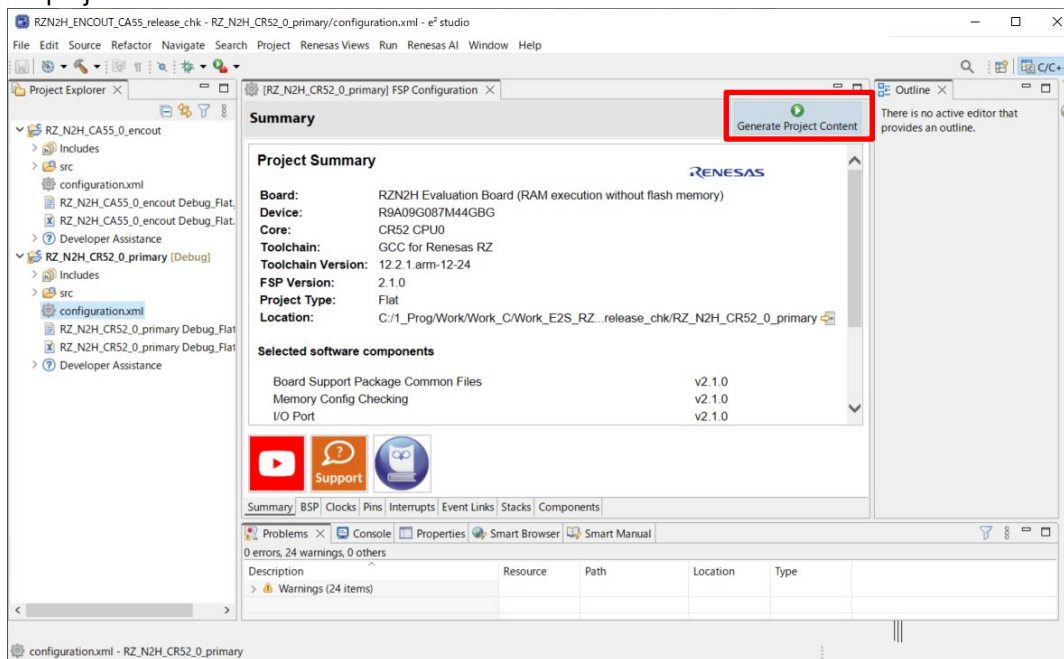 RZN2H_ENCOUT_CA55_release_chk - RZ_N2H_CR52_0_primary/configuration.xml - e² studio
File Edit Source Refactor Navigate Search Project Renesas Views Run Renesas AI Window Help
C/C+
Project Explorer
RZ_N2H_CA55_0_encout
Includes
src
configuration.xml
RZ_N2H_CA55_0_encout Debug_Flat.
RZ_N2H_CA55_0_encout Debug_Flat.
Developer Assistance
RZ_N2H_CR52_0_primary [Debug]
Includes
src
configuration.xml
RZ_N2H_CR52_0_primary Debug_Flat
RZ_N2H_CR52_0_primary Debug_Flat
Developer Assistance
[RZ_N2H_CR52_0_primary] FSP Configuration
Summary
Generate Project Content
Project Summary
RENESAS
Board: RZN2H Evaluation Board (RAM execution without flash memory)
Device: R9A09G087M44GBG
Core: CR52 CPU0
Toolchain: GCC for Renesas RZ
Toolchain Version: 12.2.1.arm-12-24
FSP Version: 2.1.0
Project Type: Flat
Location: C:/1_Prog/Work/Work_C/Work_E2S_RZ...release_chk/RZ_N2H_CR52_0_primary
Selected software components
Board Support Package Common Files v2.1.0
Memory Config Checking v2.1.0
I/O Port v2.1.0
Support
Summary BSP Clocks Pins Interrupts Event Links Stacks Components
Outline
There is no active editor that
provides an outline.
Problems Console Properties Smart Browser Smart Manual
0 errors, 24 warnings, 0 others
Description Resource Path Location Type
Warnings (24 items)
configuration.xml - RZ_N2H_CR52_0_primary